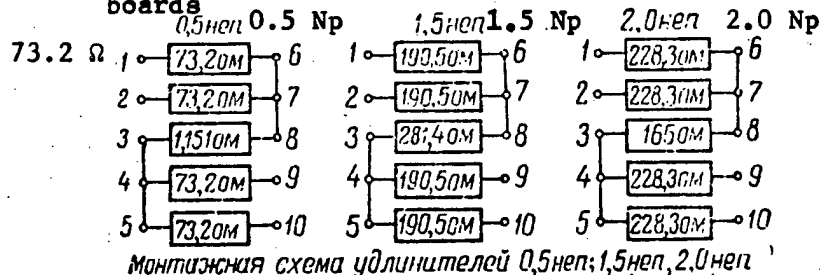 boards
0,5неп 0.5 Np 1,5неп 1.5 Np 2,0неп 2.0 Np
73.2 Ω 1 73,2ом 6 1 190,5ом 6 1 228,3ом 6
2 73,2ом 7 2 190,5ом 7 2 228,3ом 7
3 1,151ом 8 3 281,4ом 8 3 165ом 8
4 73,2ом 9 4 190,5ом 9 4 228,3ом 9
5 73,2ом 10 5 190,5ом 10 5 228,3ом 10
Монтажная схема удлинителей 0,5неп; 1,5неп, 2,0неп